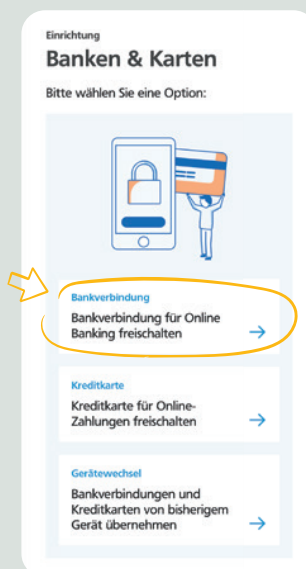 Einrichtung
Banken & Karten
Bitte wählen Sie eine Option:
Bankverbindung
Bankverbindung für Online
Banking freischalten
Kreditkarte
Kreditkarte für Online-
Zahlungen freischalten
Gerätewechsel
Bankverbindungen und
Kreditkarten von bisherigem
Gerät übernehmen